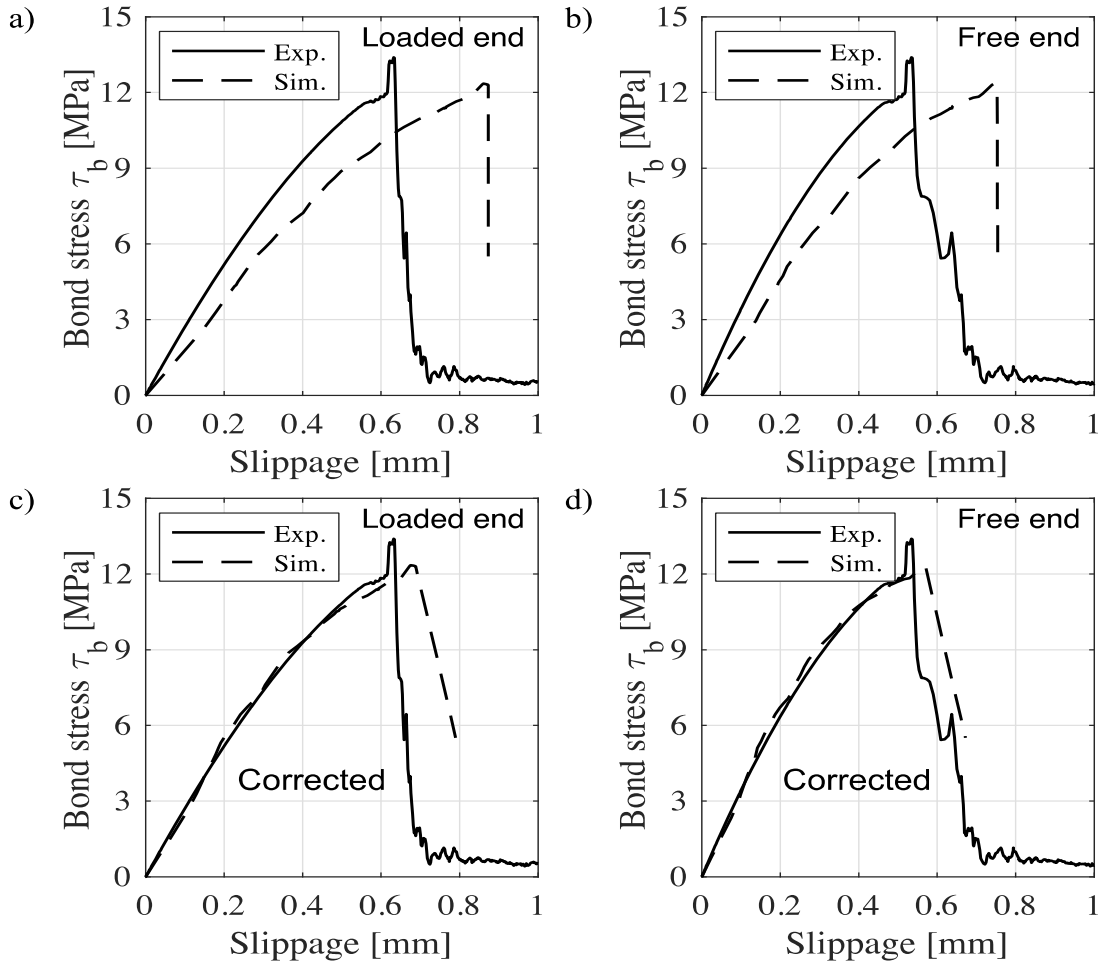 a)
15
12
9
6
3
0
Bond stress τ_b [MPa]
Exp.
Sim.
Loaded end
0 0.2 0.4 0.6 0.8 1
Slippage [mm]
b)
15
12
9
6
3
0
Bond stress τ_b [MPa]
Exp.
Sim.
Free end
0 0.2 0.4 0.6 0.8 1
Slippage [mm]
c)
15
12
9
6
3
0
Bond stress τ_b [MPa]
Exp.
Sim.
Loaded end
Corrected
0 0.2 0.4 0.6 0.8 1
Slippage [mm]
d)
15
12
9
6
3
0
Bond stress τ_b [MPa]
Exp.
Sim.
Free end
Corrected
0 0.2 0.4 0.6 0.8 1
Slippage [mm]